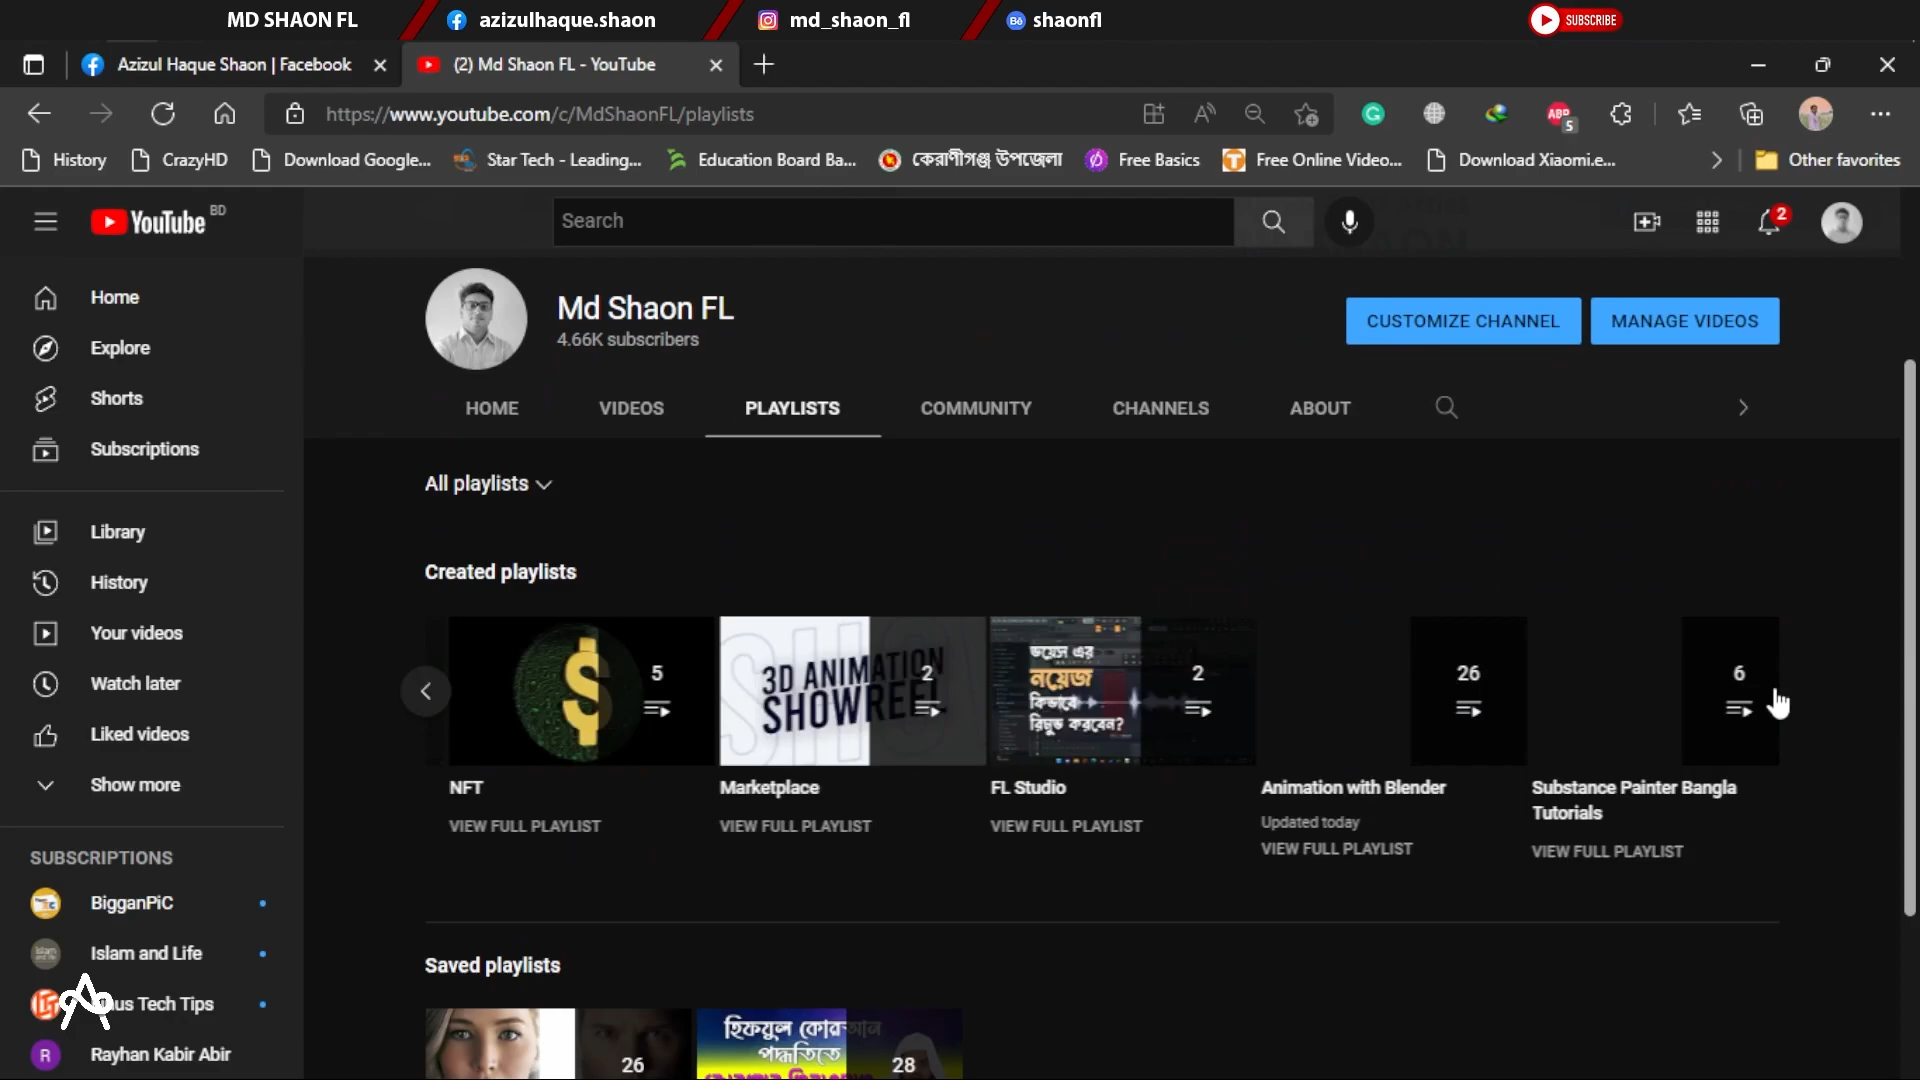 MD SHAON FL
azizulhaque.shaon
md_shaon_fl
shaonfl
SUBSCRIBE
Azizul Haque Shaon | Facebook
(2) Md Shaon FL - YouTube
https://www.youtube.com/c/MdShaonFL/playlists
ABP
5
History
CrazyHD
Download Google...
Star Tech - Leading...
Education Board Ba...
কেরাণীগঞ্জ উপজেলা
Free Basics
Free Online Video...
Download Xiaomi.e...
Other favorites
YouTube BD
Search
2
Home
Explore
Shorts
Subscriptions
Library
History
Your videos
Watch later
Liked videos
Show more
SUBSCRIPTIONS
BigganPiC
Islam and Life
Tech Tips
R
Rayhan Kabir Abir
Md Shaon FL
4.66K subscribers
CUSTOMIZE CHANNEL
MANAGE VIDEOS
HOME
VIDEOS
PLAYLISTS
COMMUNITY
CHANNELS
ABOUT
All playlists
Created playlists
5
NFT
VIEW FULL PLAYLIST
3D ANIMATION
SHOWREEL
2
Marketplace
VIEW FULL PLAYLIST
ভয়েস এর
নয়েজ
কিভাবে
রিমুভ করবেন?
2
FL Studio
VIEW FULL PLAYLIST
26
Animation with Blender
Updated today
VIEW FULL PLAYLIST
6
Substance Painter Bangla
Tutorials
VIEW FULL PLAYLIST
Saved playlists
26
হিফযুল কোরআন
পদ্ধতিতে
28